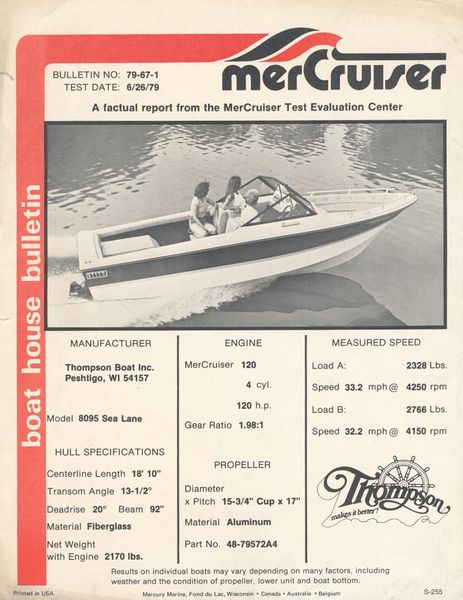 BULLETIN NO: 79-67-1
TEST DATE: 6/26/79
merCruiser
A factual report from the MerCruiser Test Evaluation Center
boat house bulletin
MANUFACTURER
Thompson Boat Inc.
Peshtigo, WI 54157
Model 8095 Sea Lane
HULL SPECIFICATIONS
Centerline Length 18' 10"
Transom Angle 13-1/2°
Deadrise 20° Beam 92"
Material Fiberglass
Net Weight
with Engine 2170 lbs.
ENGINE
MerCruiser 120
4 cyl.
120 h.p.
Gear Ratio 1.98:1
PROPELLER
Diameter
x Pitch 15-3/4" Cup x 17"
Material Aluminum
Part No. 48-79572A4
MEASURED SPEED
Load A: 2328 Lbs.
Speed 33.2 mph@ 4250 rpm
Load B: 2766 Lbs.
Speed 32.2 mph@ 4150 rpm
Thompson
makes it better!
Results on individual boats may vary depending on many factors, including
weather and the condition of propeller, lower unit and boat bottom.
Printed in USA
Mercury Marine, Fond du Lac, Wisconsin • Canada • Australia • Belgium
S-255